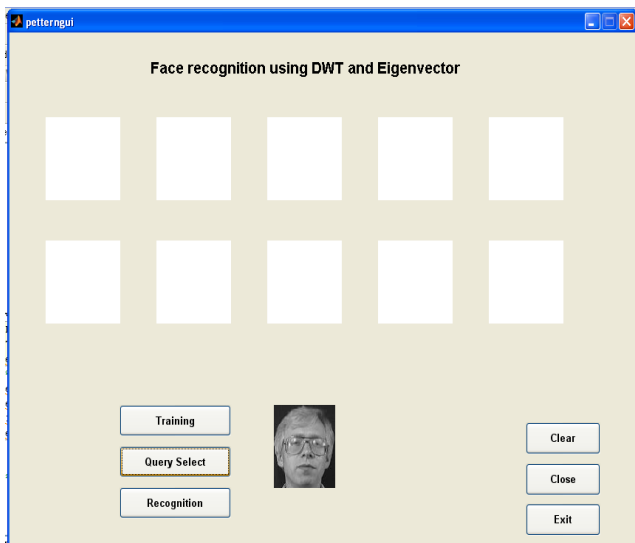 petterngui
Face recognition using DWT and Eigenvector
Training
Query Select
Recognition
Clear
Close
Exit